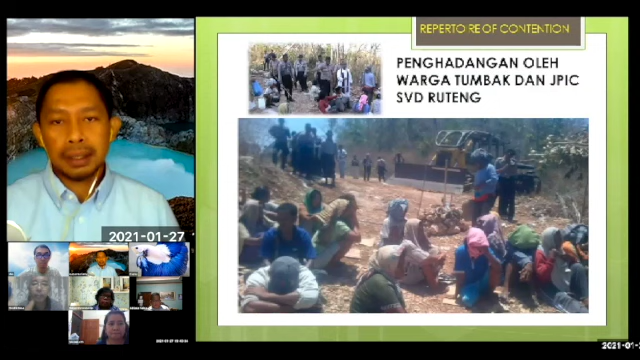 REPERTOIRE OF CONTENTION
PENGHADANGAN OLEH
WARGA TUMBAK DAN JPIC
SVD RUTENG
2021-01-27